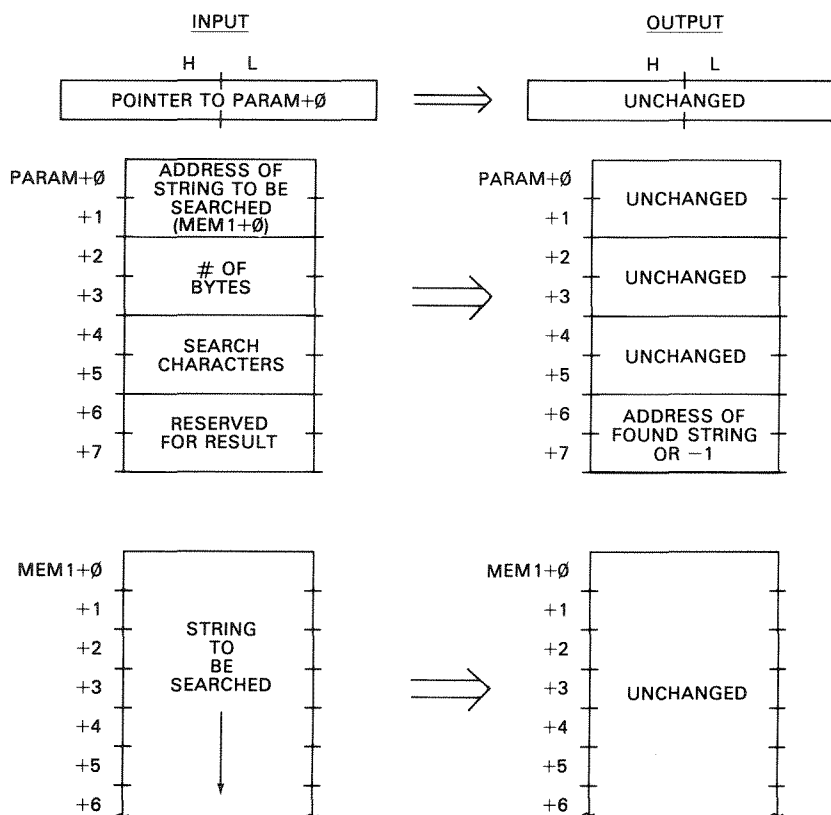 INPUT
OUTPUT
H L
H L
POINTER TO PARAM+Ø
UNCHANGED
PARAM+Ø
+1
+2
+3
+4
+5
+6
+7
ADDRESS OF
STRING TO BE
SEARCHED
(MEM1+Ø)
# OF
BYTES
SEARCH
CHARACTERS
RESERVED
FOR RESULT
PARAM+Ø
+1
+2
+3
+4
+5
+6
+7
UNCHANGED
UNCHANGED
UNCHANGED
ADDRESS OF
FOUND STRING
OR −1
MEM1+Ø
+1
+2
+3
+4
+5
+6
STRING
TO
BE
SEARCHED
MEM1+Ø
+1
+2
+3
+4
+5
+6
UNCHANGED